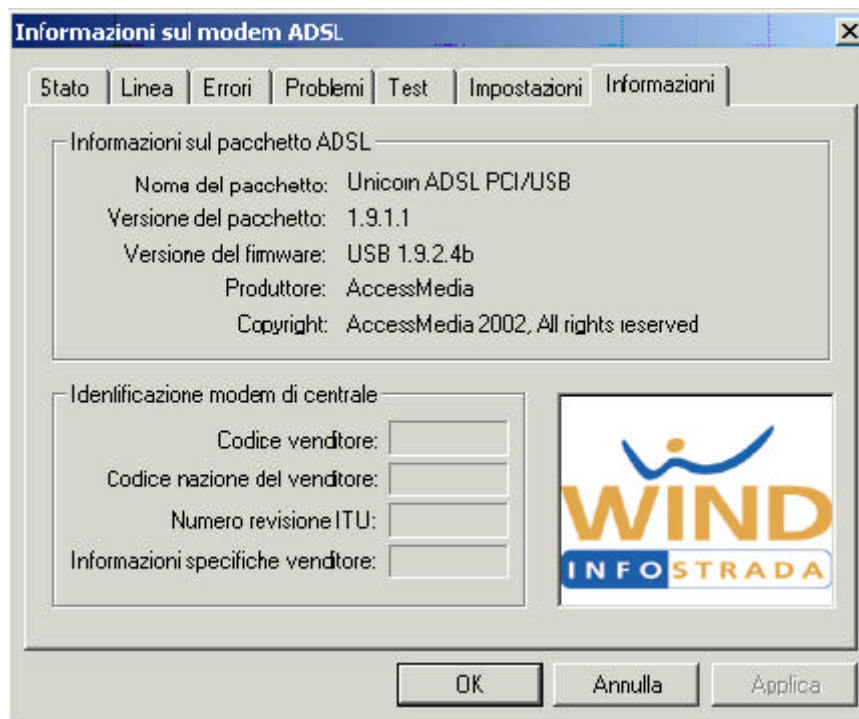 Informazioni sul modem ADSL
Stato Linea Errori Problemi Test Impostazioni Informazioni
Informazioni sul pacchetto ADSL
Nome del pacchetto: Unicorn ADSL PCI/USB
Versione del pacchetto: 1.9.1.1
Versione del firmware: USB 1.9.2.4b
Produttore: AccessMedia
Copyright: AccessMedia 2002, All rights reserved
Identificazione modem di centrale
Codice venditore:
Codice nazione del venditore:
Numero revisione ITU:
Informazioni specifiche venditore:
WIND
INFOSTRADA
OK Annulla Applica